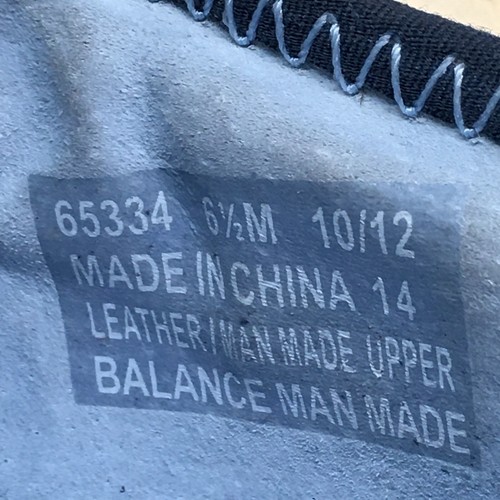 65334 6½M 10/12
MADE IN CHINA 14
LEATHER/MAN MADE UPPER
BALANCE MAN MADE